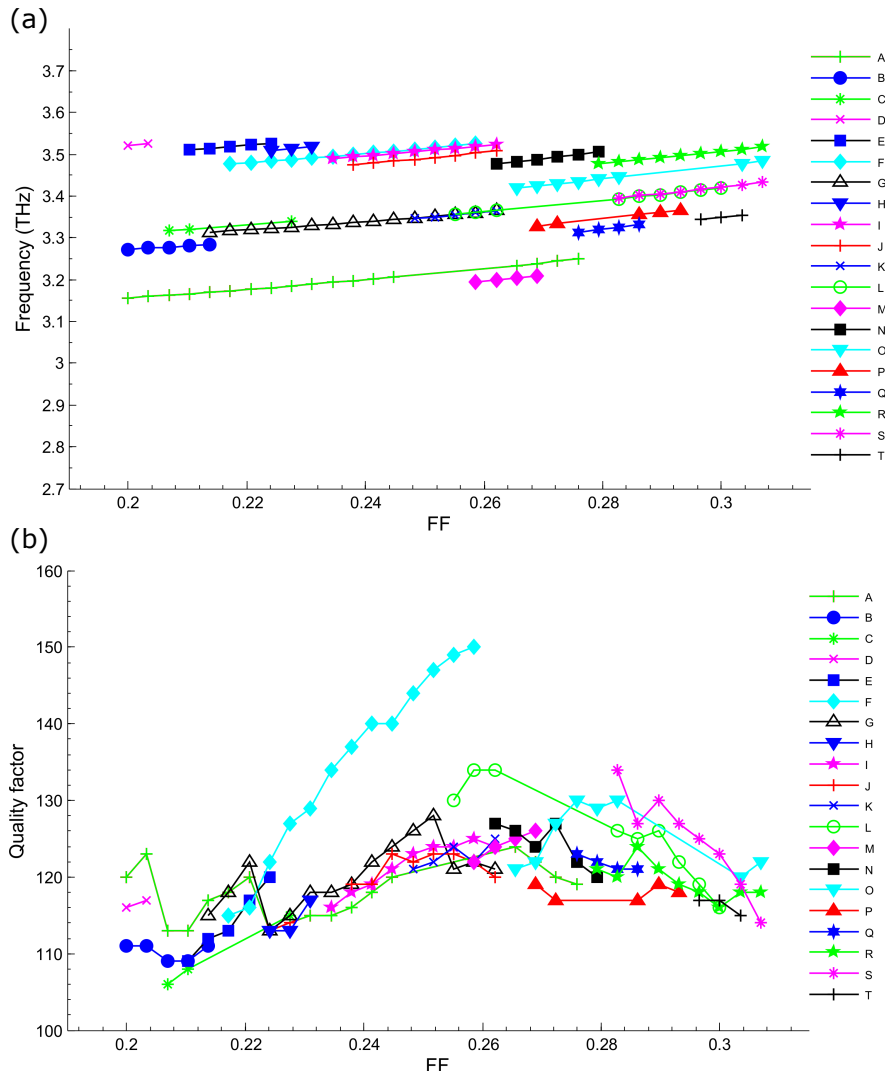 (a)
3.7
3.6
3.5
3.4
3.3
3.2
3.1
3
2.9
2.8
2.7
Frequency (THz)
0.2
0.22
0.24
0.26
0.28
0.3
FF
A
B
C
D
E
F
G
H
I
J
K
L
M
N
O
P
Q
R
S
T
(b)
160
150
140
130
120
110
100
Quality factor
0.2
0.22
0.24
0.26
0.28
0.3
FF
A
B
C
D
E
F
G
H
I
J
K
L
M
N
O
P
Q
R
S
T